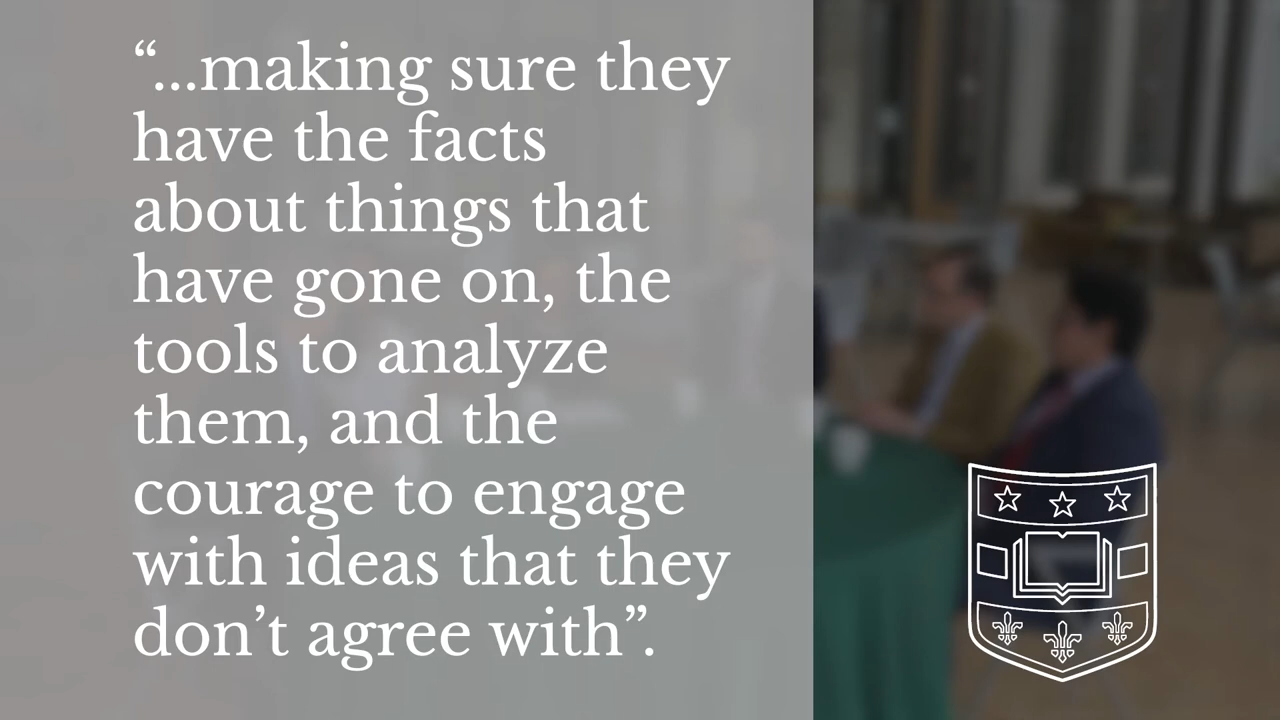 “...making sure they
have the facts
about things that
have gone on, the
tools to analyze
them, and the
courage to engage
with ideas that they
don’t agree with”.